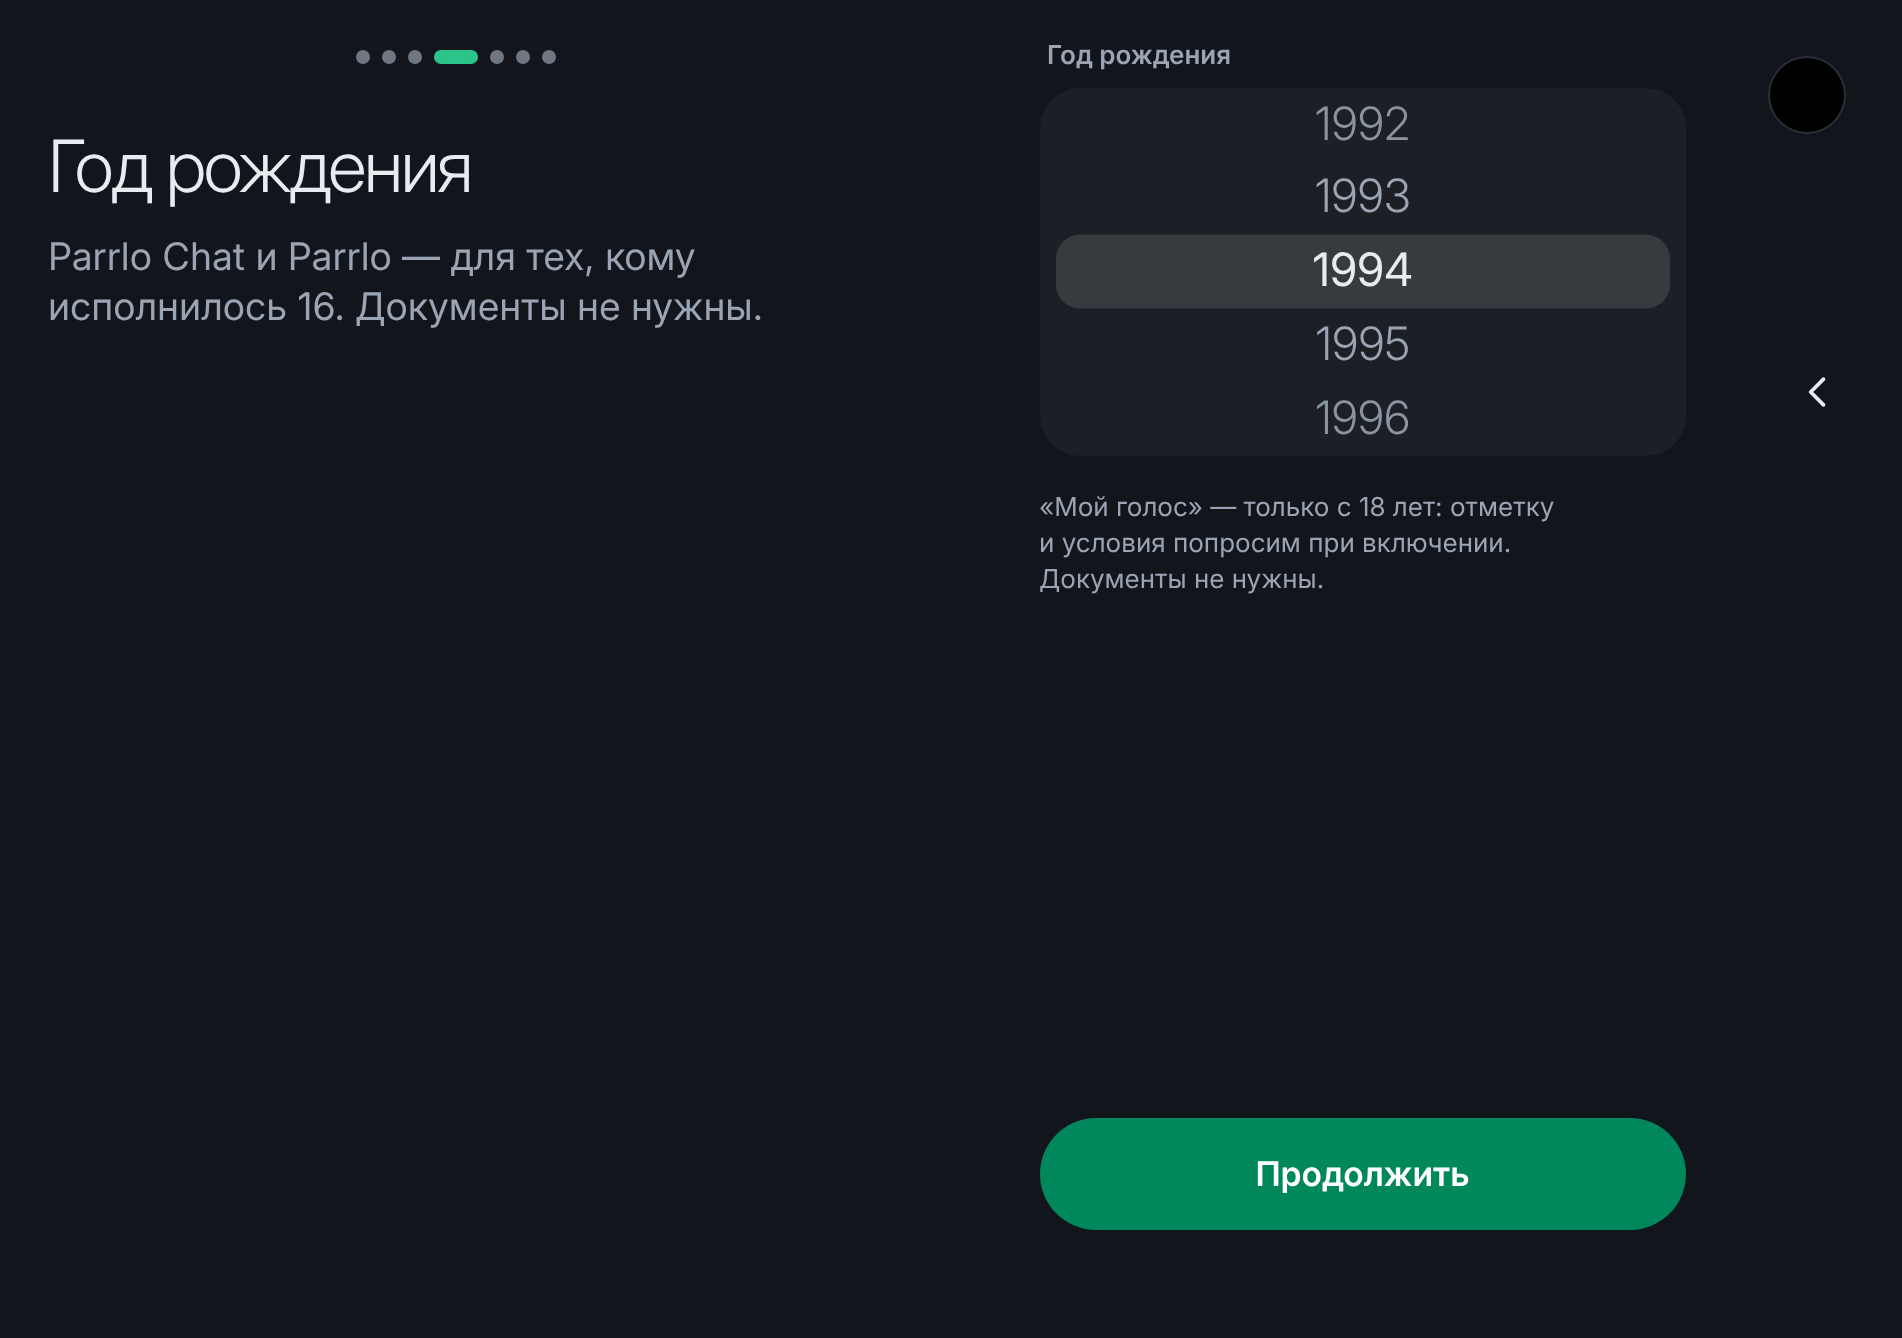 Год рождения
Parrlo Chat и Parrlo — для тех, кому
исполнилось 16. Документы не нужны.
Год рождения
1992
1993
1994
1995
1996
«Мой голос» — только с 18 лет: отметку
и условия попросим при включении.
Документы не нужны.
Продолжить